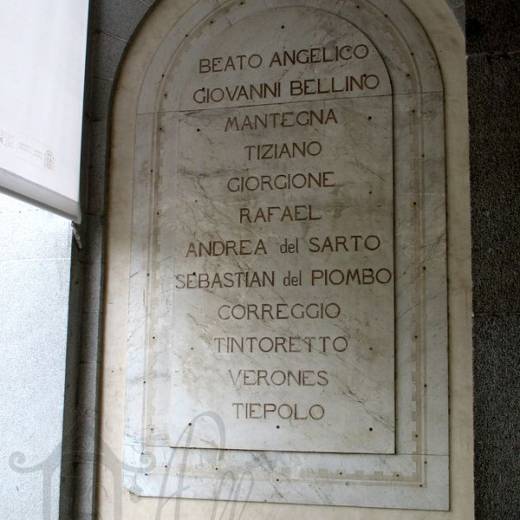 BEATO ANGELICO
GIOVANNI BELLINO
MANTEGNA
TIZIANO
GIORGIONE
RAFAEL
ANDREA del SARTO
SEBASTIAN del PIOMBO
CORREGGIO
TINTORETTO
VERONES
TIEPOLO